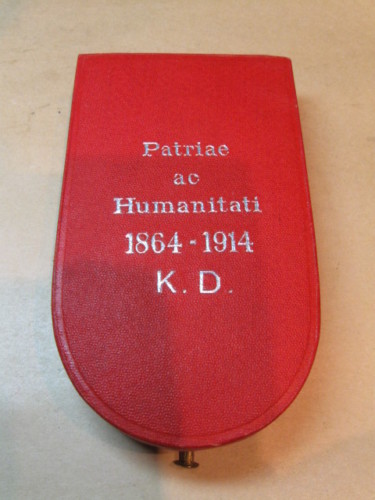 Patriae
ac
Humanitati
1864-1914
K. D.